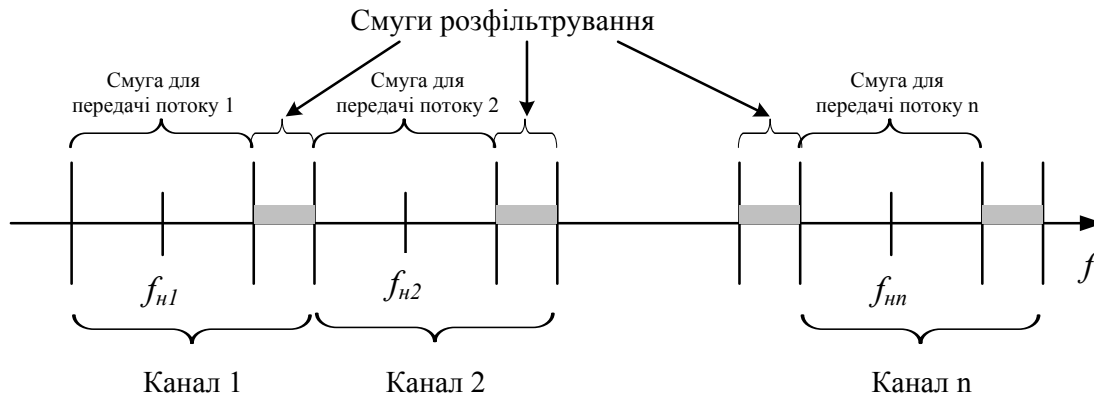 Смуги розфільтрування
Смуга для
передачі потоку 1
Смуга для
передачі потоку 2
Смуга для
передачі потоку n
fн1
fн2
fнn
f
Канал 1
Канал 2
Канал n